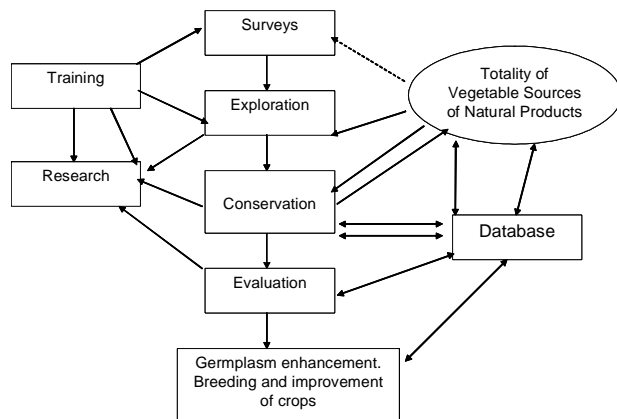 Surveys
Training
Totality of
Vegetable Sources
of Natural Products
Exploration
Research
Conservation
Database
Evaluation
Germplasm enhancement.
Breeding and improvement
of crops